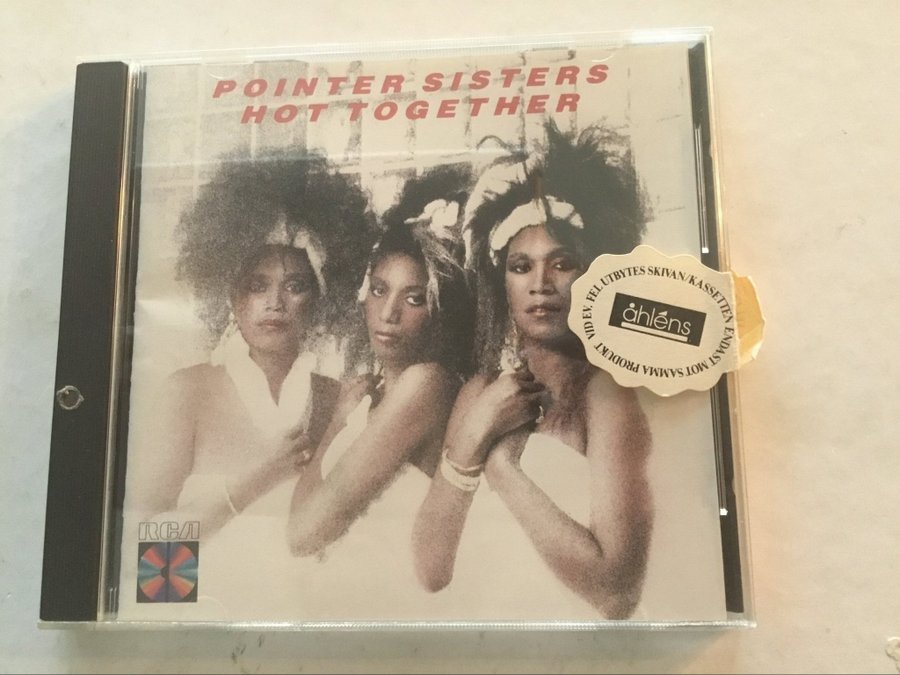 POINTER SISTERS
HOT TOGETHER
VID EV. FEL UTBYTES SKIVAN/KASSETTEN ENDAST MOT SAMMA PRODUKT
åhléns
RCA